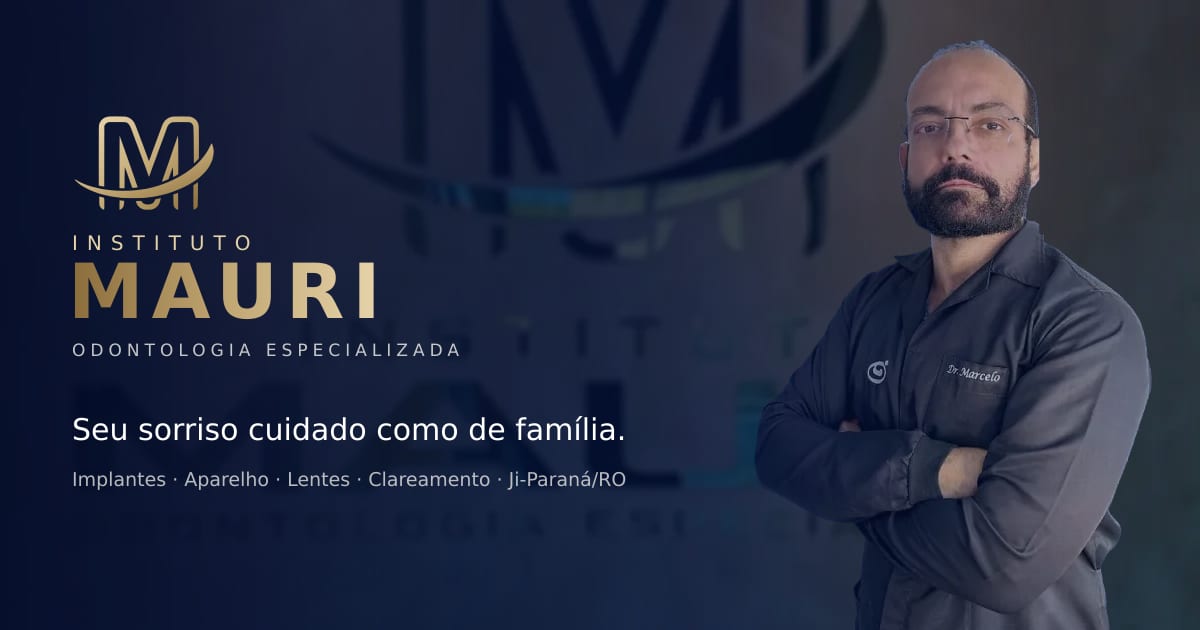 INSTITUTO
MAURI
ODONTOLOGIA ESPECIALIZADA
Seu sorriso cuidado como de família.
Implantes · Aparelho · Lentes · Clareamento · Ji-Paraná/RO
Dr. Marcelo